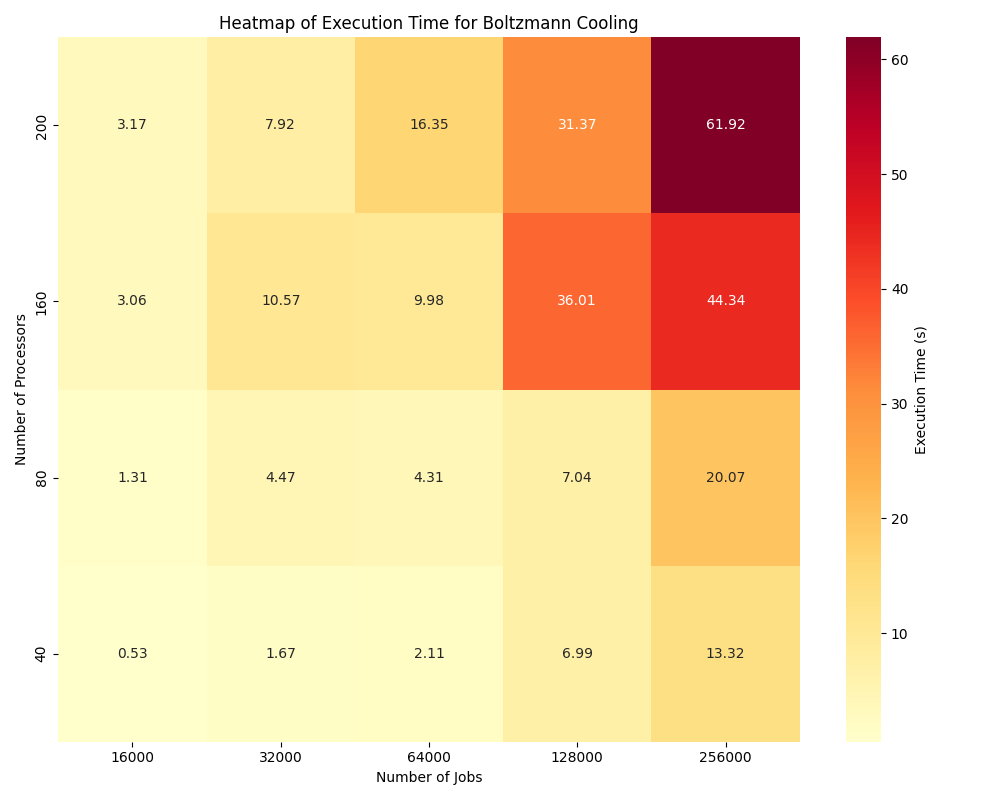 Heatmap of Execution Time for Boltzmann Cooling
Number of Processors
200
3.17 7.92 16.35 31.37 61.92
160
3.06 10.57 9.98 36.01 44.34
80
1.31 4.47 4.31 7.04 20.07
40
0.53 1.67 2.11 6.99 13.32
16000 32000 64000 128000 256000
Number of Jobs
60
50
40
30
20
10
Execution Time (s)